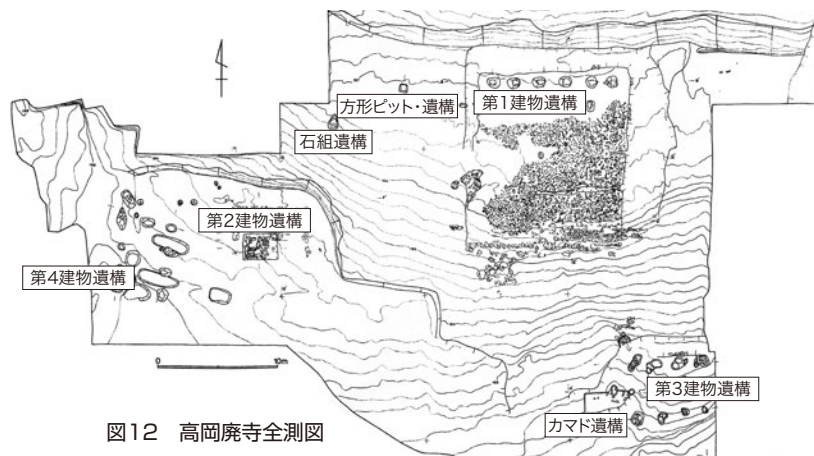 方形ピット・遺構
第1建物遺構
石組遺構
第2建物遺構
第4建物遺構
0 10m
第3建物遺構
カマド遺構
図12 高岡廃寺全測図